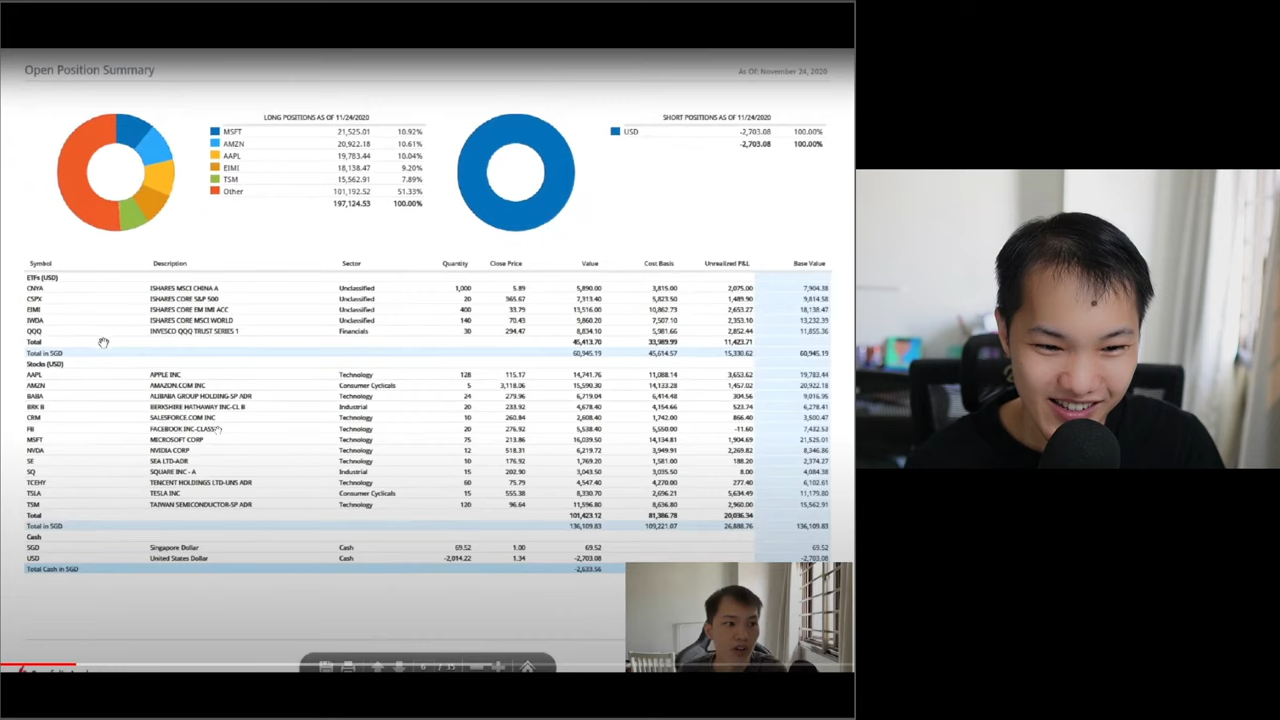 Open Position Summary
As Of: November 24, 2020
LONG POSITIONS AS OF 11/24/2020
MSFT 21,525.01 10.92%
AMZN 20,922.18 10.61%
AAPL 19,783.44 10.04%
EIMI 18,138.47 9.20%
TSM 15,562.91 7.89%
Other 101,192.52 51.33%
197,124.53 100.00%
SHORT POSITIONS AS OF 11/24/2020
USD -2,703.08 100.00%
-2,703.08 100.00%
Symbol Description Sector Quantity Close Price Value Cost Basis Unrealized P&L Base Value
ETFs (USD)
CNYA ISHARES MSCI CHINA A Unclassified 1,000 5.89 5,890.00 3,815.00 2,075.00 7,904.38
CSPX ISHARES CORE S&P 500 Unclassified 20 365.67 7,313.40 5,823.50 1,489.90 9,814.58
EIMI ISHARES CORE EM IMI ACC Unclassified 400 33.79 13,516.00 10,862.73 2,653.27 18,138.47
IWDA ISHARES CORE MSCI WORLD Unclassified 140 70.43 9,860.20 7,507.10 2,353.10 13,232.39
QQQ INVESCO QQQ TRUST SERIES 1 Financials 30 294.47 8,834.10 5,981.66 2,852.44 11,855.36
Total 45,413.70 33,989.99 11,423.71
Total in SGD 60,945.19 45,614.57 15,330.62 60,945.19
Stocks (USD)
AAPL APPLE INC Technology 128 115.17 14,741.76 11,088.14 3,653.62 19,783.44
AMZN AMAZON.COM INC Consumer Cyclicals 5 3,118.06 15,590.30 14,133.28 1,457.02 20,922.18
BABA ALIBABA GROUP HOLDING-SP ADR Technology 24 279.96 6,719.04 6,414.48 304.56 9,016.95
BRK B BERKSHIRE HATHAWAY INC-CL B Industrial 20 233.92 4,678.40 4,154.66 523.74 6,278.41
CRM SALESFORCE.COM INC Technology 10 260.84 2,608.40 1,742.00 866.40 3,500.47
FB FACEBOOK INC-CLASS Technology 20 276.92 5,538.40 5,550.00 -11.60 7,432.53
MSFT MICROSOFT CORP Technology 75 213.86 16,039.50 14,134.81 1,904.69 21,525.01
NVDA NVIDIA CORP Technology 12 518.31 6,219.72 3,949.91 2,269.82 8,346.86
SE SEA LTD-ADR Technology 10 176.92 1,769.20 1,581.00 188.20 2,374.27
SQ SQUARE INC - A Industrial 15 202.90 3,043.50 3,035.50 8.00 4,084.38
TCEHY TENCENT HOLDINGS LTD-UNS ADR Technology 60 75.79 4,547.40 4,270.00 277.40 6,102.61
TSLA TESLA INC Consumer Cyclicals 15 555.38 8,330.70 2,696.21 5,634.49 11,179.80
TSM TAIWAN SEMICONDUCTOR-SP ADR Technology 120 96.64 11,596.80 8,636.80 2,960.00 15,562.91
Total 101,423.12 81,386.78 20,036.34
Total in SGD 136,109.83 109,221.07 26,888.76 136,109.83
Cash
SGD Singapore Dollar Cash 69.52 1.00 69.52 69.52
USD United States Dollar Cash -2,014.22 1.34 -2,703.08 -2,703.08
Total Cash in SGD -2,633.56